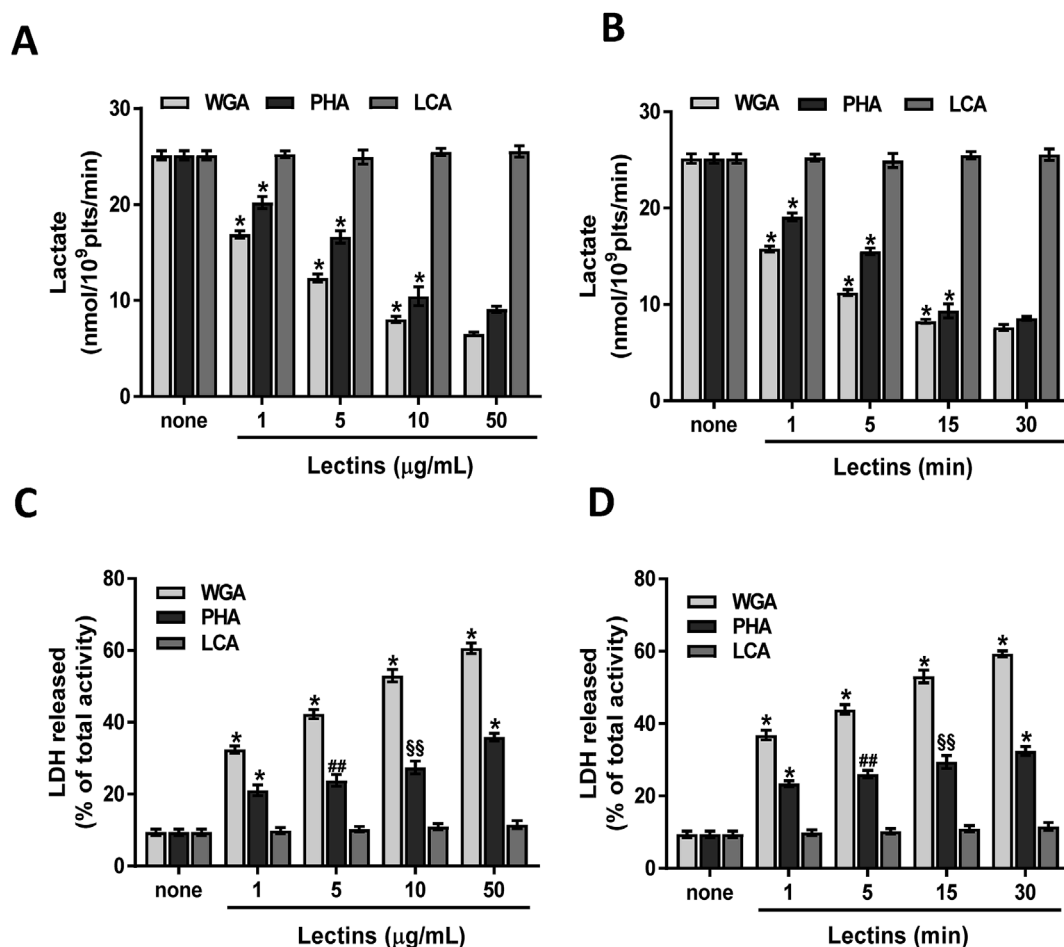 A
WGA PHA LCA
Lactate
(nmol/10⁹plts/min)
30
20
10
0
* * * * * *
none 1 5 10 50
Lectins (μg/mL)
B
WGA PHA LCA
Lactate
(nmol/10⁹plts/min)
30
20
10
0
* * * * * *
none 1 5 15 30
Lectins (min)
C
WGA
PHA
LCA
LDH released
(% of total activity)
80
60
40
20
0
* * * ## * §§ * *
none 1 5 10 50
Lectins (μg/mL)
D
WGA
PHA
LCA
LDH released
(% of total activity)
80
60
40
20
0
* * * ## * §§ * *
none 1 5 15 30
Lectins (min)